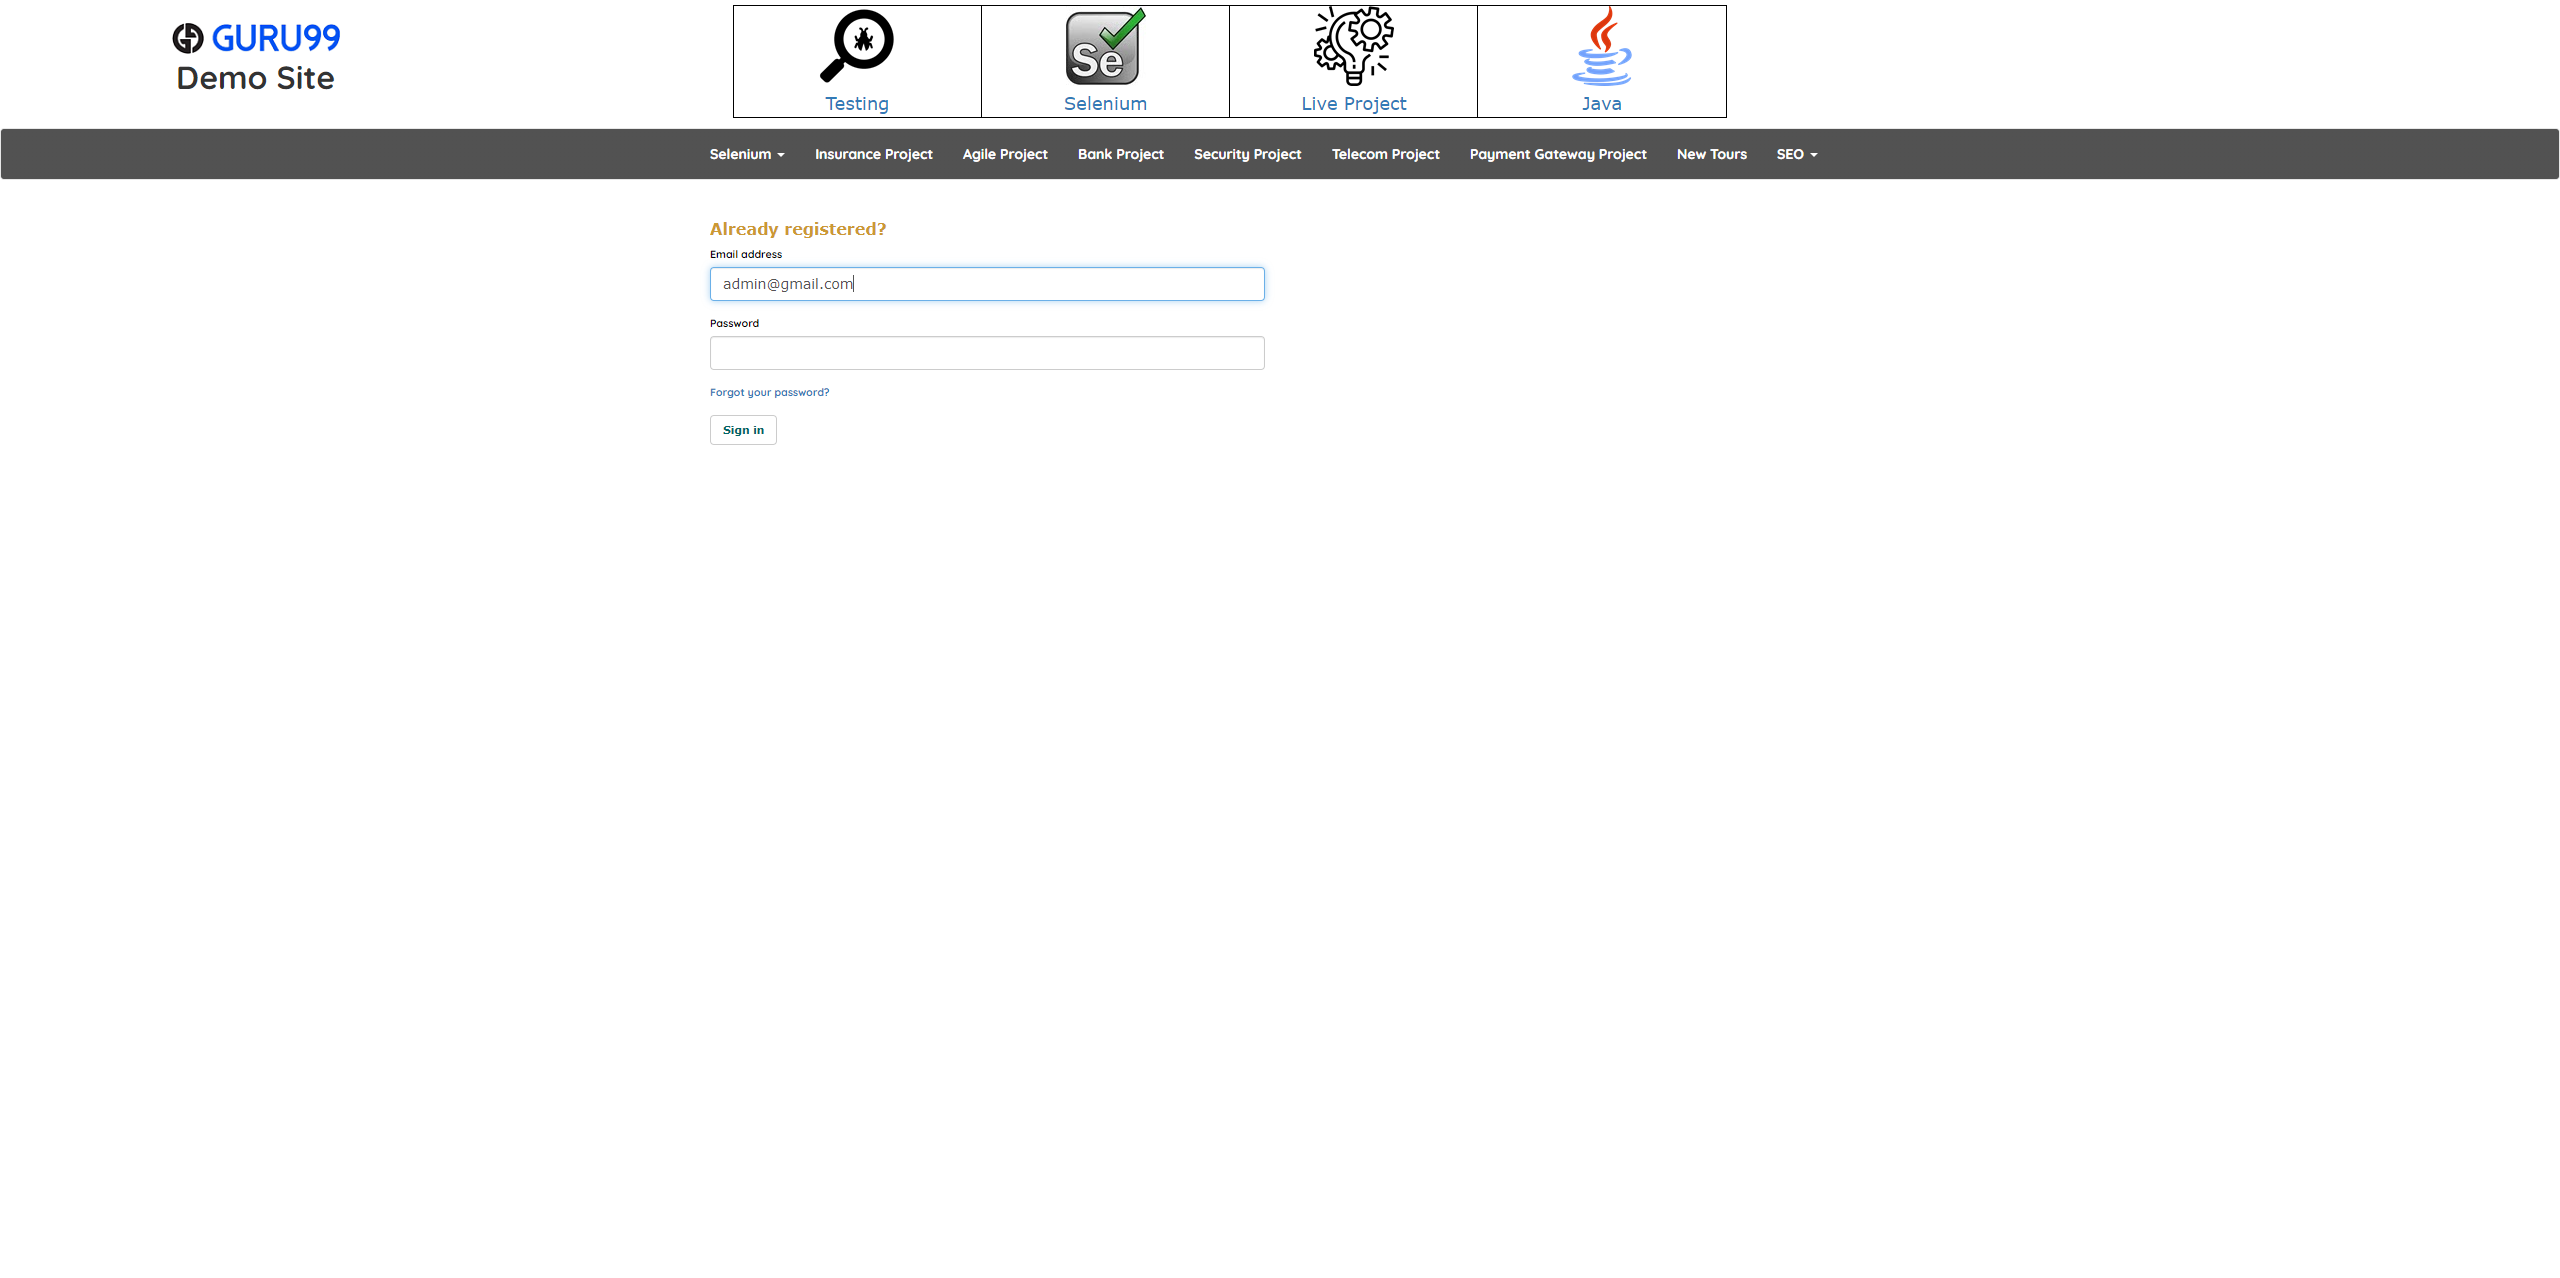 GURU99
Demo Site
Se
Testing
Selenium
Live Project
Java
Selenium
Insurance Project
Agile Project
Bank Project
Security Project
Telecom Project
Payment Gateway Project
New Tours
SEO
Already registered?
Email address
admin@gmail.com
Password
Forgot your password?
Sign in